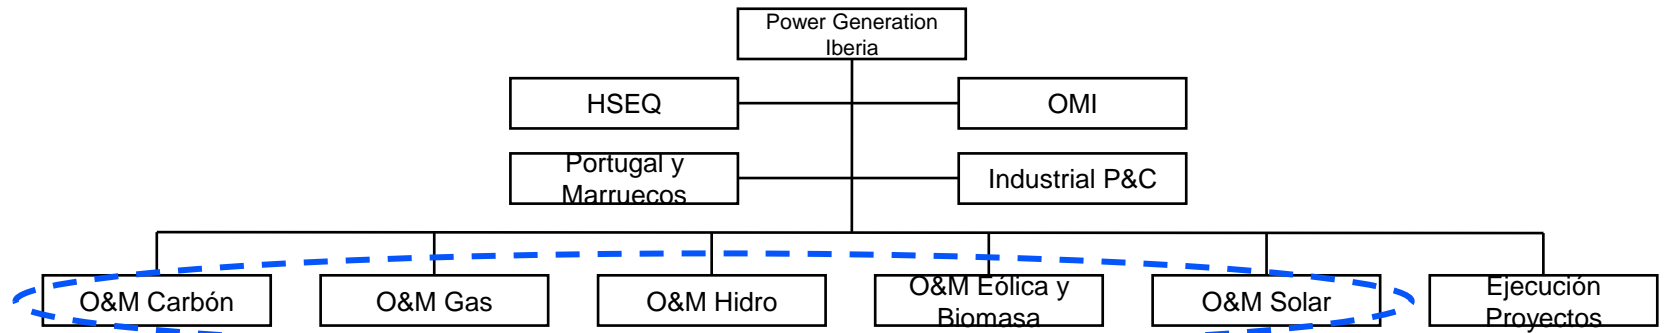 Power Generation
Iberia
HSEQ
OMI
Portugal y
Marruecos
Industrial P&C
O&M Carbón
O&M Gas
O&M Hidro
O&M Eólica y
Biomasa
O&M Solar
Ejecución
Proyectos